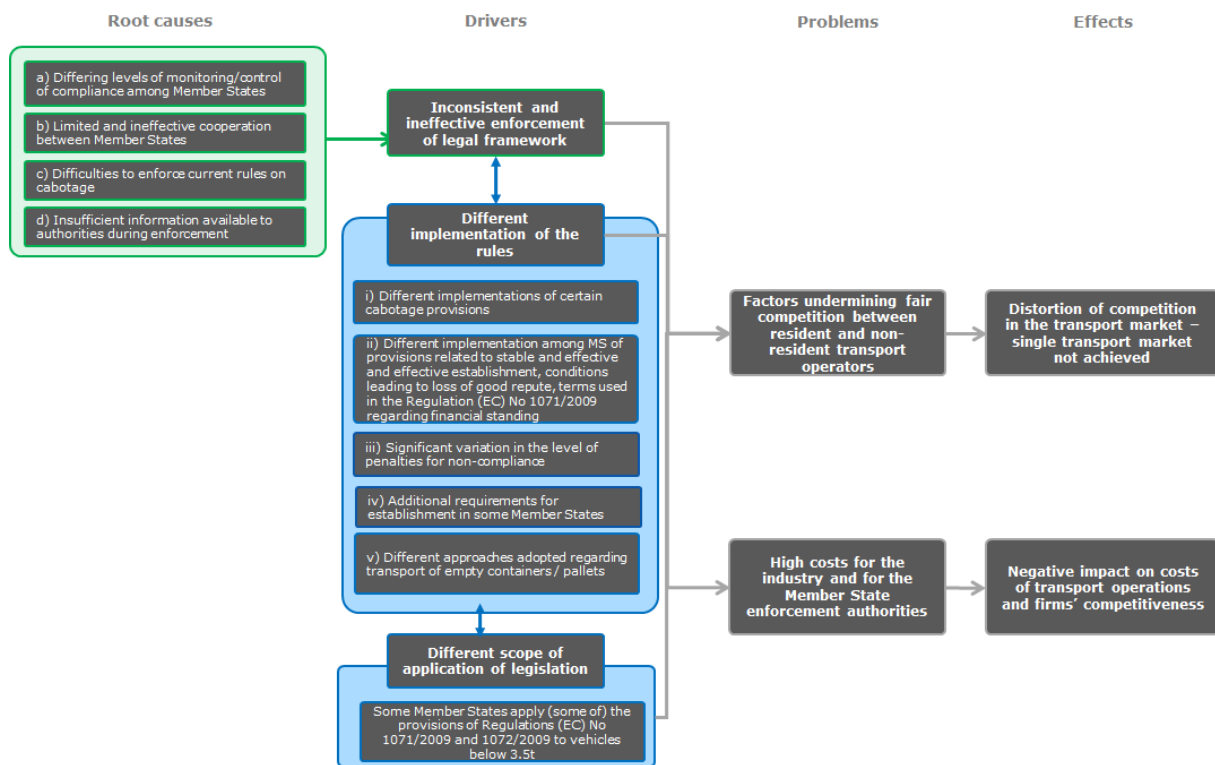 Root causes
Drivers
Problems
Effects
a) Differing levels of monitoring/control
of compliance among Member States
b) Limited and ineffective cooperation
between Member States
c) Difficulties to enforce current rules on
cabotage
d) Insufficient information available to
authorities during enforcement
Inconsistent and
ineffective enforcement
of legal framework
Different
implementation of the
rules
i) Different implementations of certain
cabotage provisions
ii) Different implementation among MS of
provisions related to stable and effective
and effective establishment, conditions
leading to loss of good repute, terms used
in the Regulation (EC) No 1071/2009
regarding financial standing
iii) Significant variation in the level of
penalties for non-compliance
iv) Additional requirements for
establishment in some Member States
v) Different approaches adopted regarding
transport of empty containers / pallets
Different scope of
application of legislation
Some Member States apply (some of) the
provisions of Regulations (EC) No
1071/2009 and 1072/2009 to vehicles
below 3.5t
Factors undermining fair
competition between
resident and non-
resident transport
operators
High costs for the
industry and for the
Member State
enforcement authorities
Distortion of competition
in the transport market –
single transport market
not achieved
Negative impact on costs
of transport operations
and firms´ competitiveness